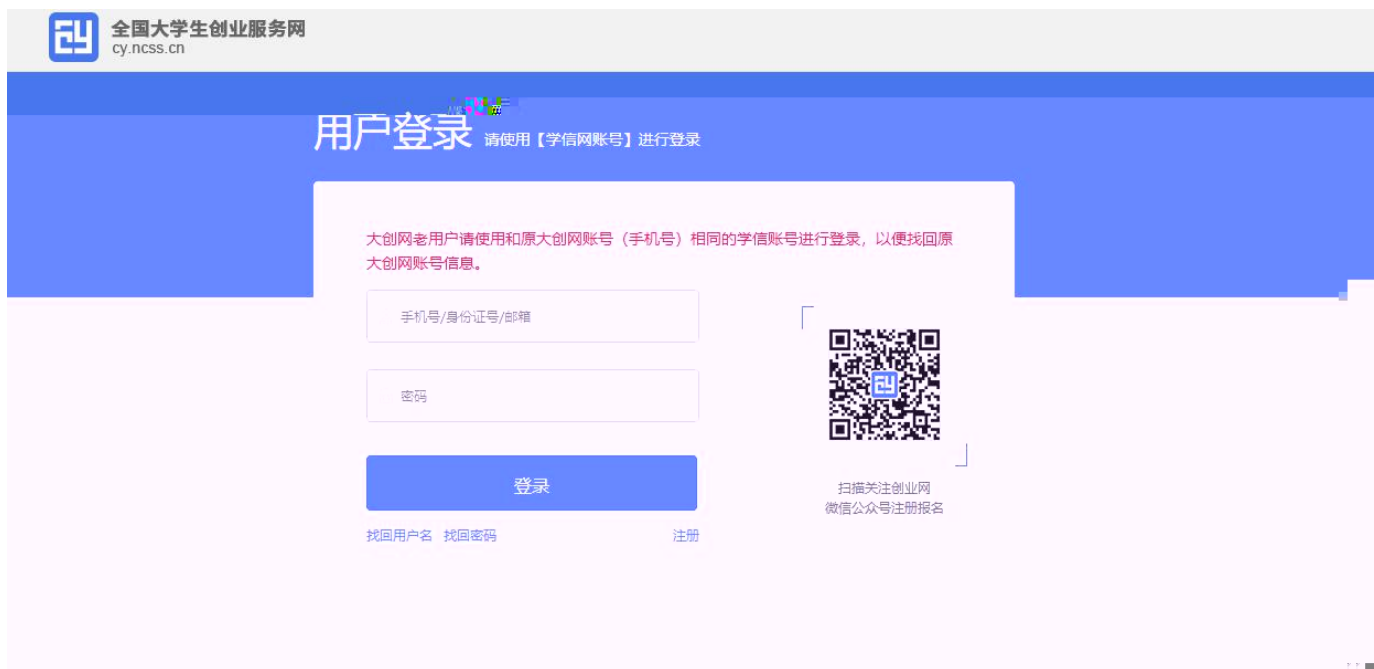 全国大学生创业服务网
cy.ncss.cn
用户登录 请使用【学信网账号】进行登录
大创网老用户请使用和原大创网账号（手机号）相同的学信账号进行登录，以便找回原
大创网账号信息。
手机号/身份证号/邮箱
密码
登录
找回用户名 找回密码 注册
扫描关注创业网
微信公众号注册报名